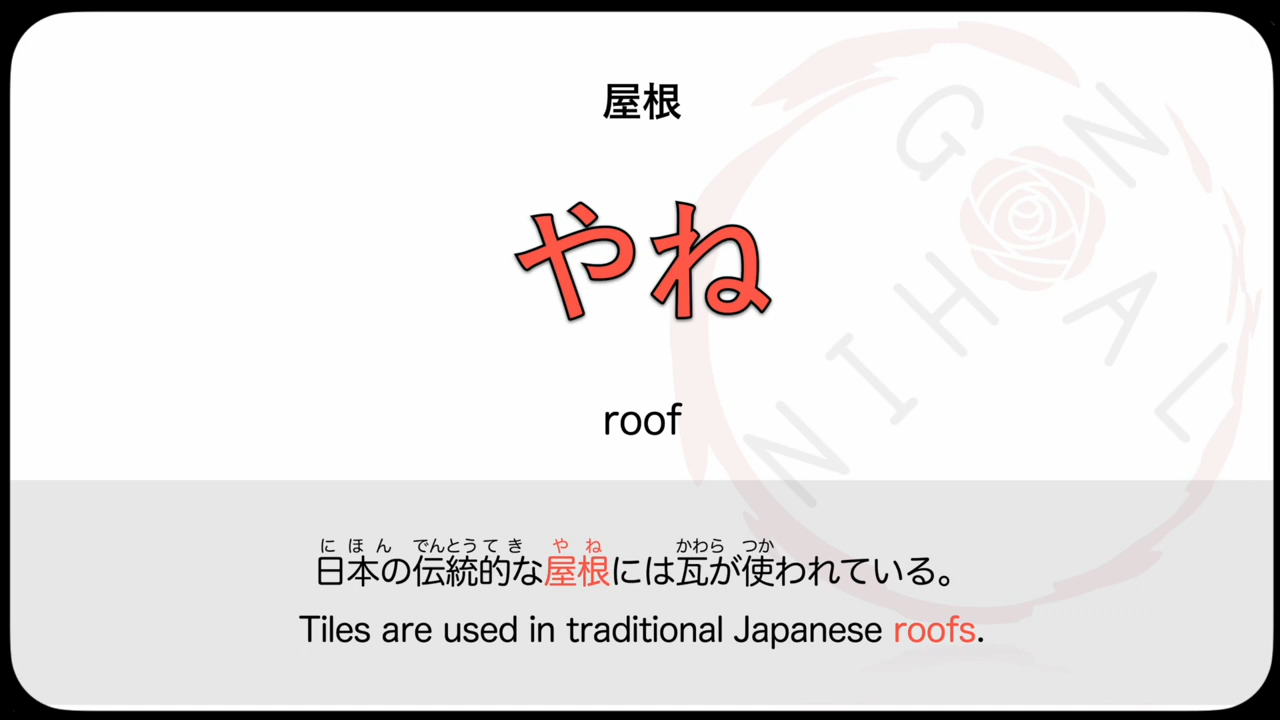 屋根
やね
roof
にほん でんとうてき やね かわら つか
日本の伝統的な屋根には瓦が使われている。
Tiles are used in traditional Japanese roofs.
NIHAL
GN